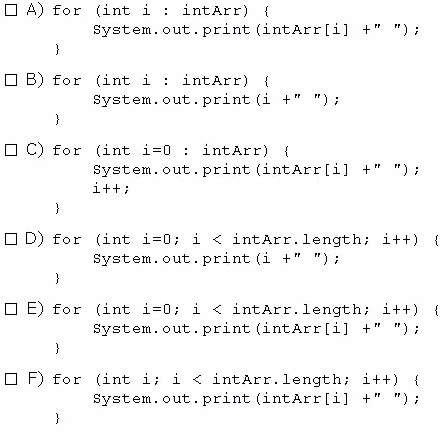 A) for (int i : intArr) {
System.out.print(intArr[i] +" ");
}
B) for (int i : intArr) {
System.out.print(i +" ");
}
C) for (int i=0 : intArr) {
System.out.print(intArr[i] +" ");
i++;
}
D) for (int i=0; i < intArr.length; i++) {
System.out.print(i +" ");
}
E) for (int i=0; i < intArr.length; i++) {
System.out.print(intArr[i] +" ");
}
F) for (int i; i < intArr.length; i++) {
System.out.print(intArr[i] +" ");
}